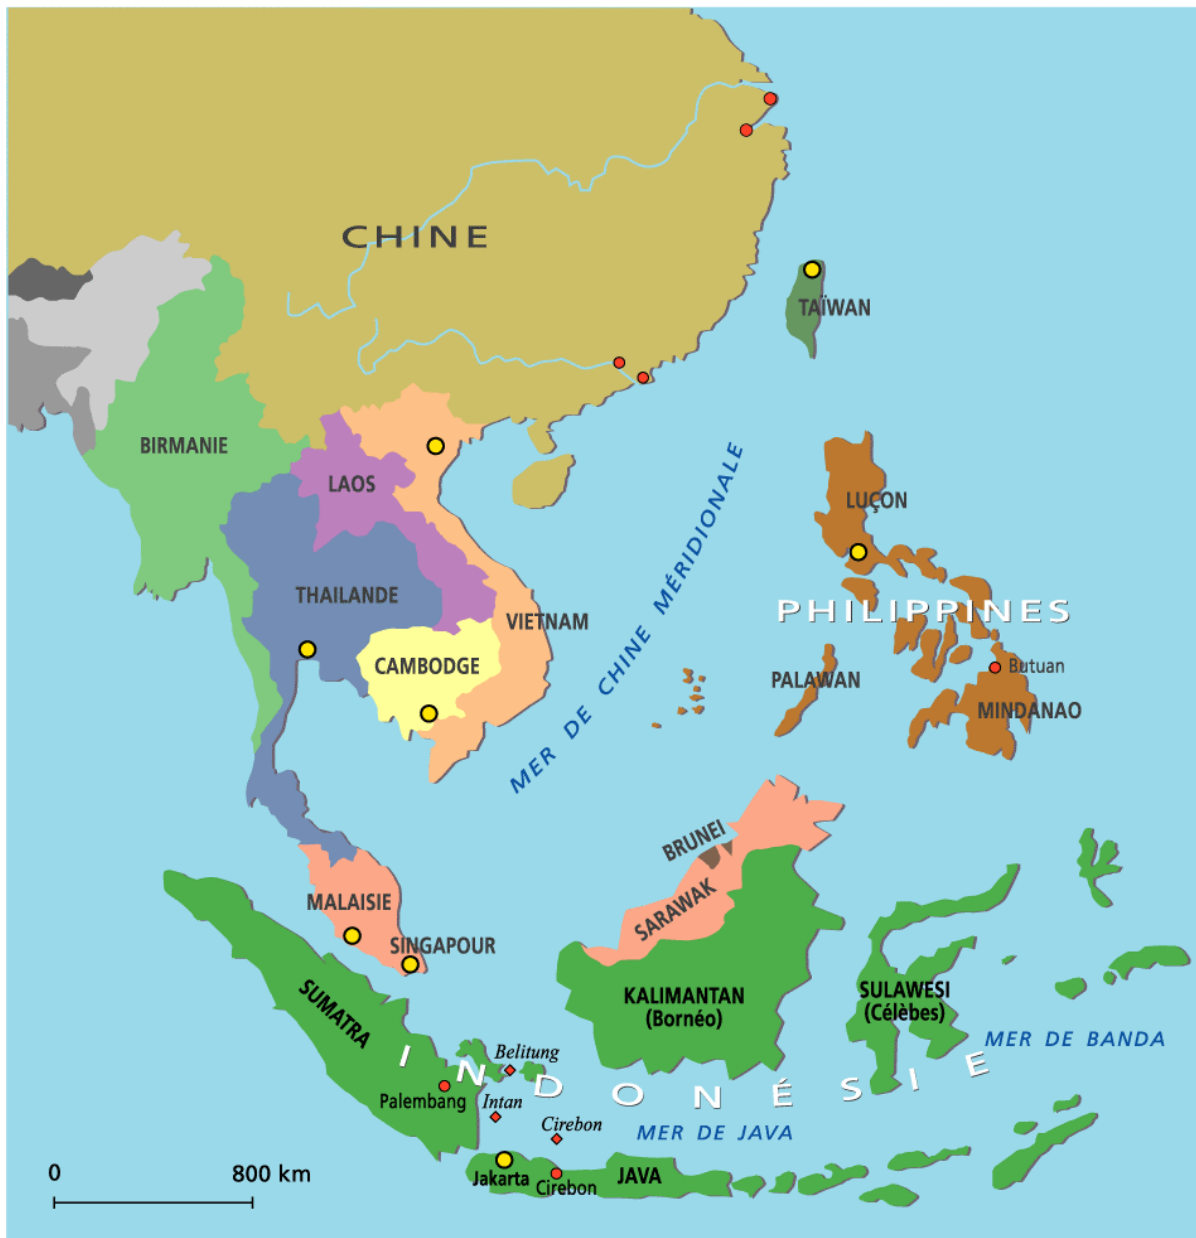 CHINE
TAÏWAN
BIRMANIE
LAOS
LUÇON
MER DE CHINE MÉRIDIONALE
THAILANDE
VIETNAM
PHILIPPINES
CAMBODGE
PALAWAN
Butuan
MINDANAO
BRUNEI
MALAISIE
SARAWAK
SINGAPOUR
SUMATRA
KALIMANTAN
(Bornéo)
SULAWESI
(Célèbes)
MER DE BANDA
INDONÉSIE
Belitung
Palembang
Intan
Cirebon
MER DE JAVA
Jakarta
Cirebon
JAVA
0 800 km